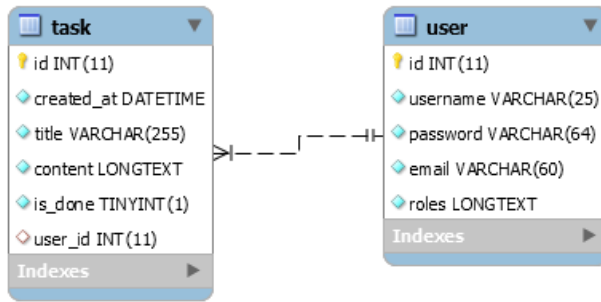 task
id INT(11)
created_at DATETIME
title VARCHAR(255)
content LONGTEXT
is_done TINYINT(1)
user_id INT(11)
Indexes
user
id INT(11)
username VARCHAR(25)
password VARCHAR(64)
email VARCHAR(60)
roles LONGTEXT
Indexes